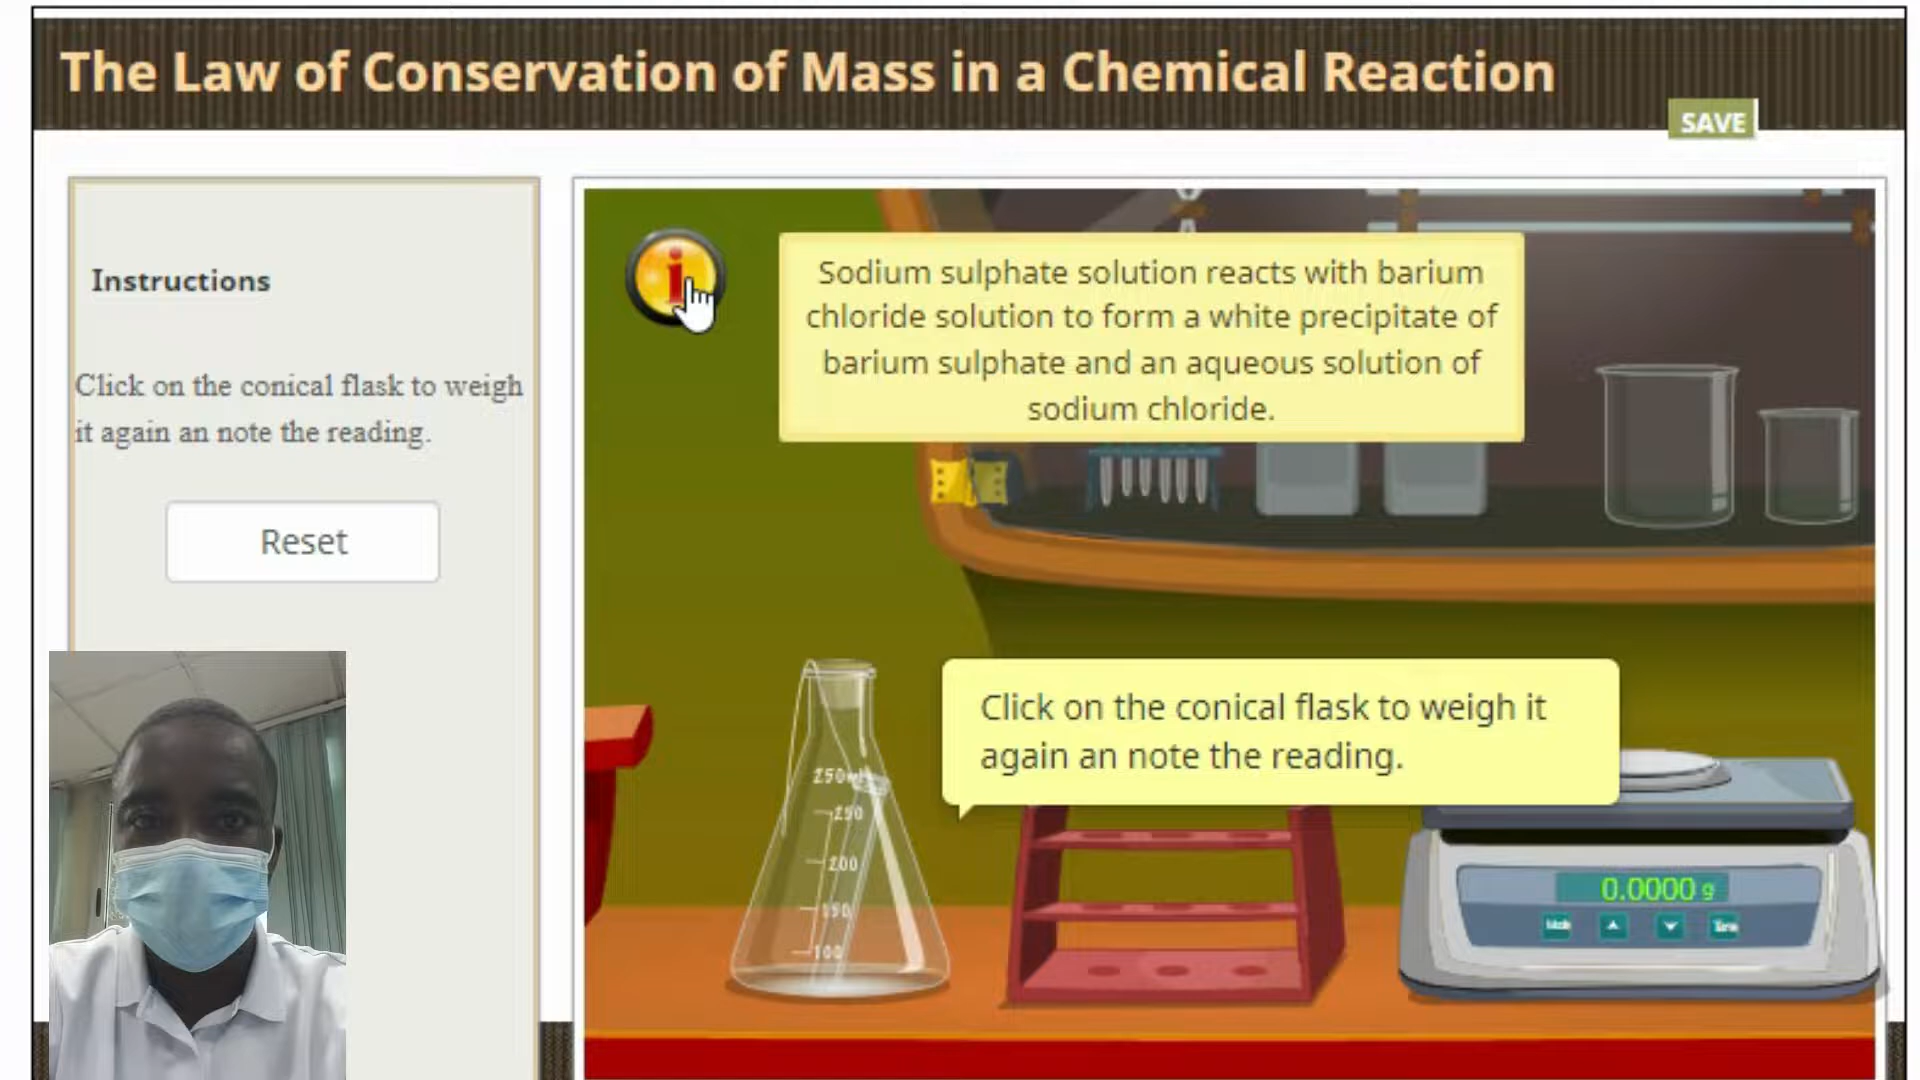 The Law of Conservation of Mass in a Chemical Reaction
SAVE
Instructions
Click on the conical flask to weigh
it again an note the reading.
Reset
i
Sodium sulphate solution reacts with barium
chloride solution to form a white precipitate of
barium sulphate and an aqueous solution of
sodium chloride.
Click on the conical flask to weigh it
again an note the reading.
250ml
250
200
150
100
0.0000 g